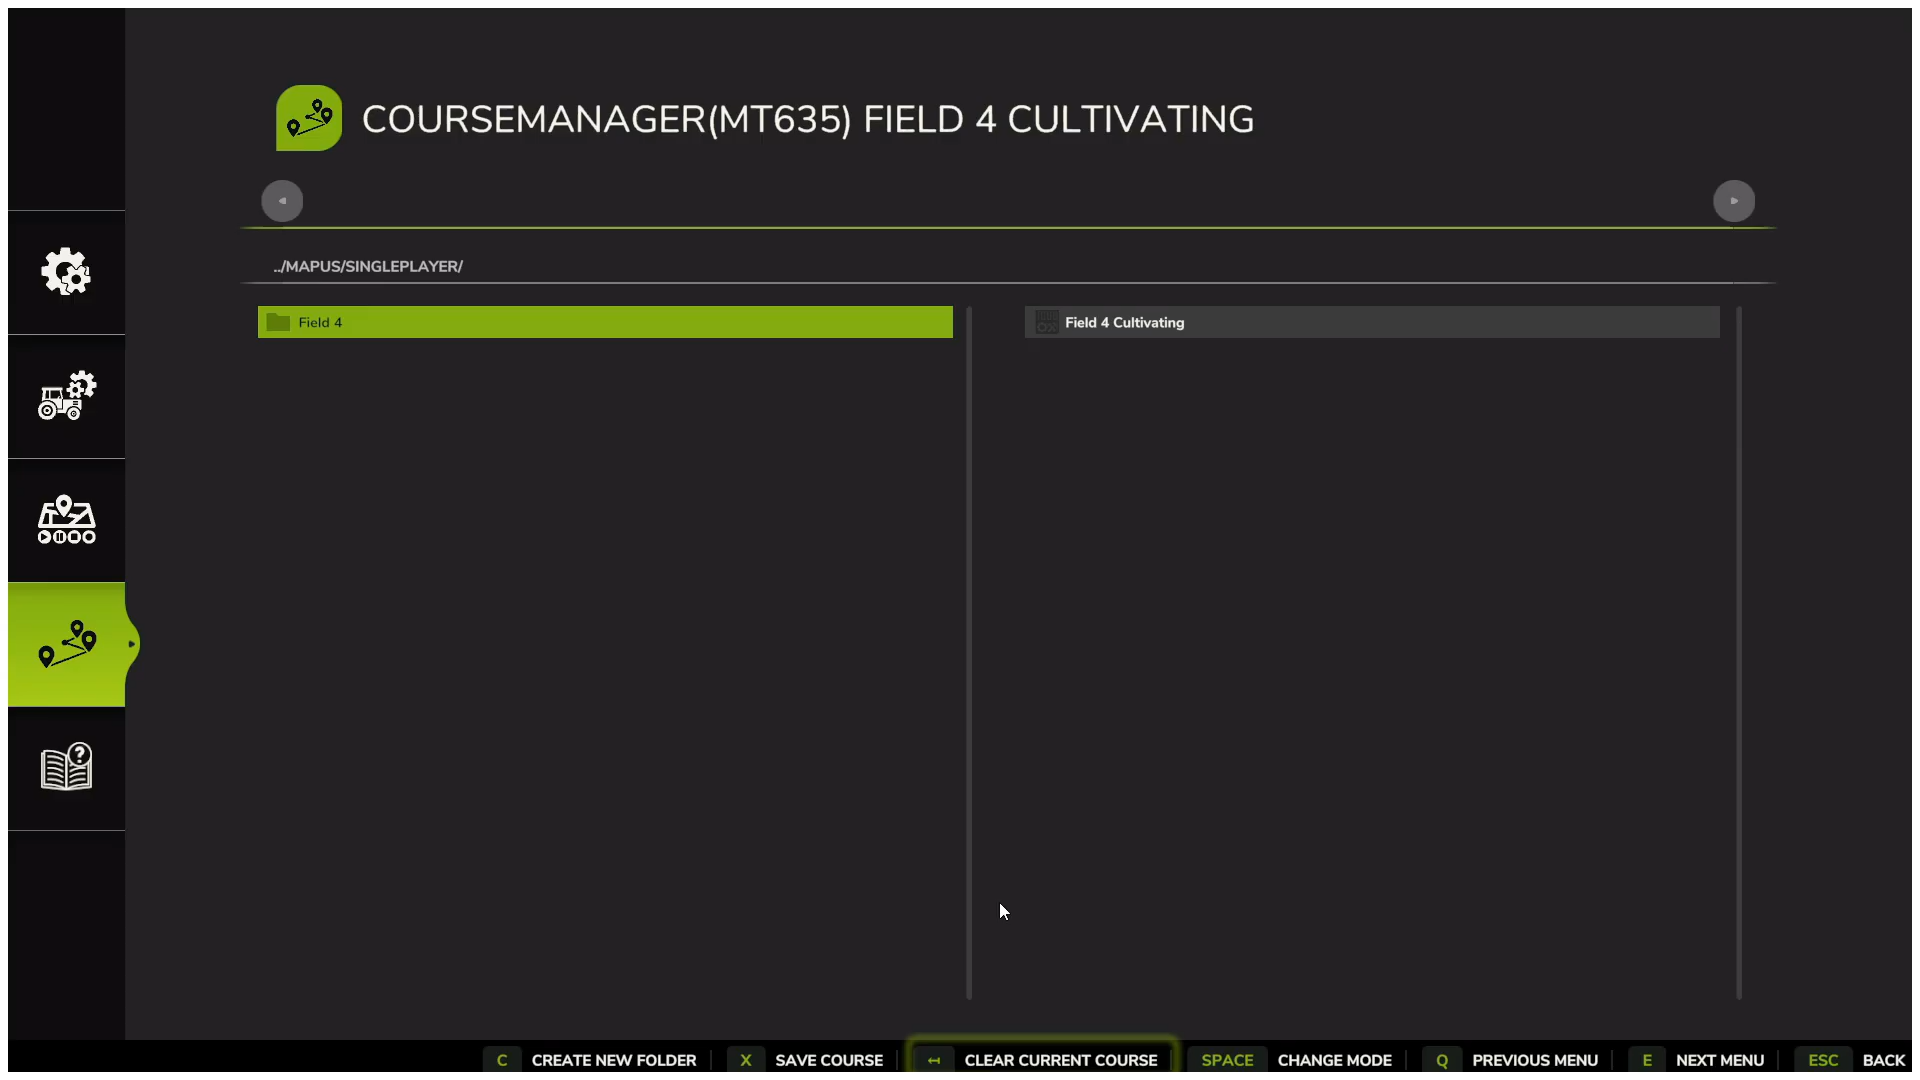 COURSEMANAGER(MT635) FIELD 4 CULTIVATING
../MAPUS/SINGLEPLAYER/
Field 4
Field 4 Cultivating
C CREATE NEW FOLDER X SAVE COURSE ↔ CLEAR CURRENT COURSE SPACE CHANGE MODE Q PREVIOUS MENU E NEXT MENU ESC BACK